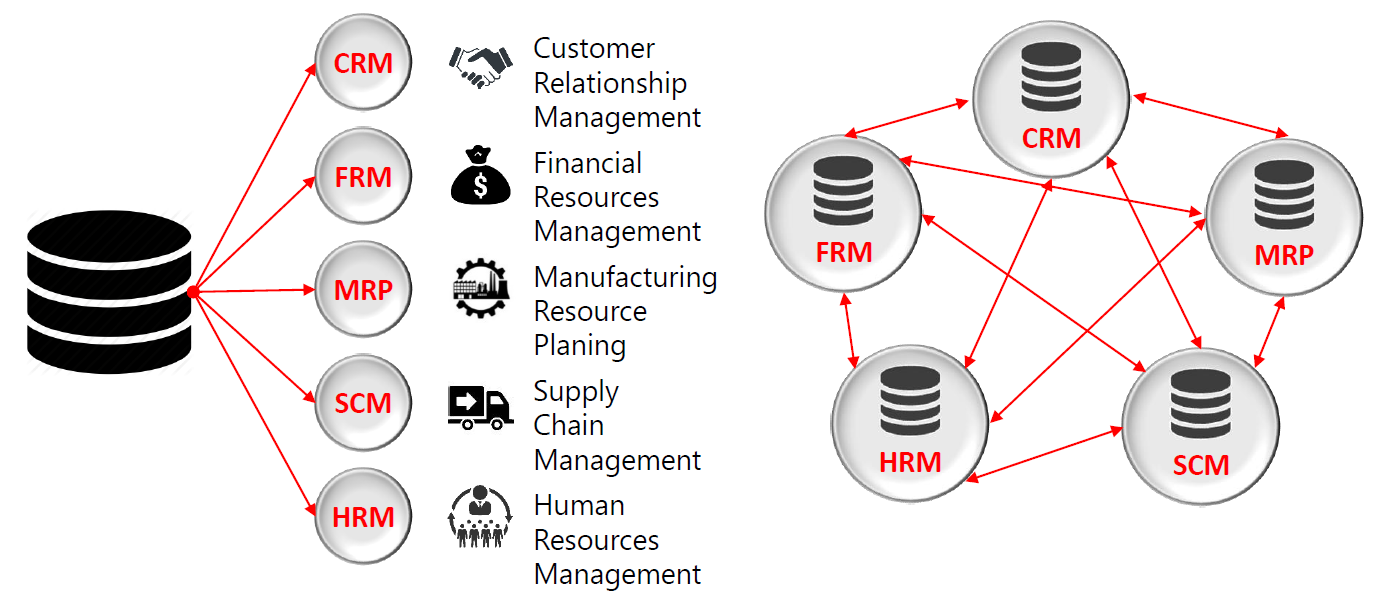 CRM
Customer
Relationship
Management
FRM
Financial
Resources
Management
MRP
Manufacturing
Resource
Planing
SCM
Supply
Chain
Management
HRM
Human
Resources
Management
$
CRM
FRM
MRP
HRM
SCM